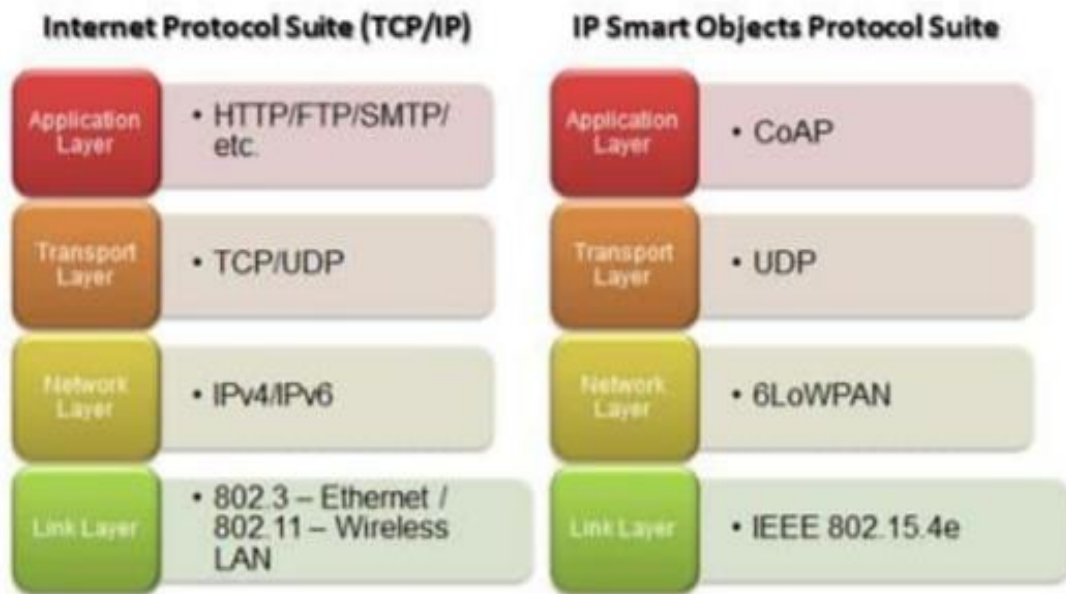 Internet Protocol Suite (TCP/IP)
Application
Layer
• HTTP/FTP/SMTP/
etc.
Transport
Layer
• TCP/UDP
Network
Layer
• IPv4/IPv6
Link Layer
• 802.3 – Ethernet /
802.11 – Wireless
LAN
IP Smart Objects Protocol Suite
Application
Layer
• CoAP
Transport
Layer
• UDP
Network
Layer
• 6LoWPAN
Link Layer
• IEEE 802.15.4e